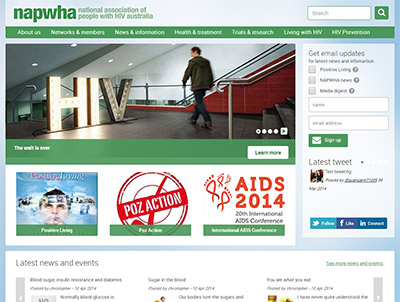 napwha national association of
people with HIV australia
Search
About us Networks & members News & information Health & treatment Trials & research Living with HIV HIV Prevention
HIV
The wait is over
Learn more
Get email updates
for latest news and information
Positive Living
NAPWHA news
Media digest
name
email address
Sign up
Latest tweet
Test tweeting
Posted by
Mar 2014
Twitter Like Connect
Positive Living
POZ ACTION
AIDS
2014
20th International
AIDS Conference
Positive Living
Poz Action
International AIDS Conference
Latest news and events
See more news and events
Blood sugar, insulin resistance and diabetes
Posted by christopher - 10 Apr 2014
Normally blood glucose is
Sugar in the blood
Posted by christopher - 10 Apr 2014
Our bodies turn the sugars
You are what you eat
Posted by christopher - 10 Apr 2014
I have never quite understood